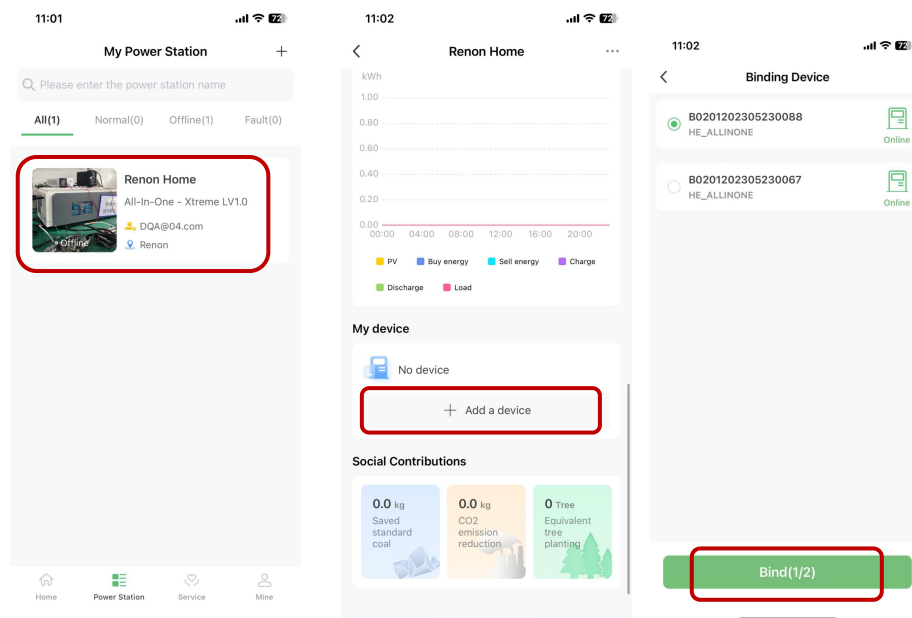 11:01
72
My Power Station
Please enter the power station name
All(1)
Normal(0)
Offline(1)
Fault(0)
Renon Home
All-In-One - Xtreme LV1.0
DQA@04.com
Renon
Offline
Home
Power Station
Service
Mine
11:02
72
Renon Home
kWh
1.00
0.80
0.60
0.40
0.20
0.00
00:00
04:00
08:00
12:00
16:00
20:00
PV
Buy energy
Sell energy
Charge
Discharge
Load
My device
No device
Add a device
Social Contributions
0.0 kg
Saved
standard
coal
0.0 kg
CO2
emission
reduction
0 Tree
Equivalent
tree
planting
11:02
72
Binding Device
B0201202305230088
HE_ALLINONE
Online
B0201202305230067
HE_ALLINONE
Online
Bind(1/2)